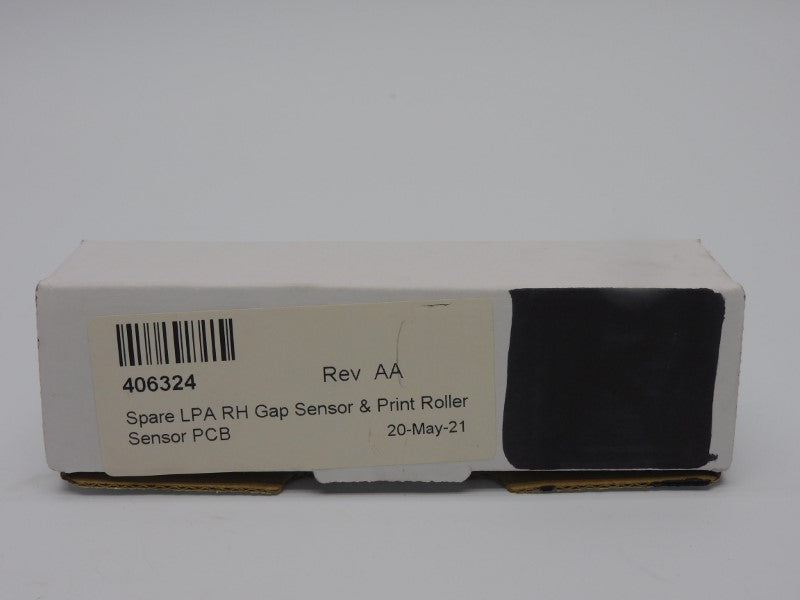 406324
Rev AA
Spare LPA RH Gap Sensor & Print Roller
Sensor PCB
20-May-21